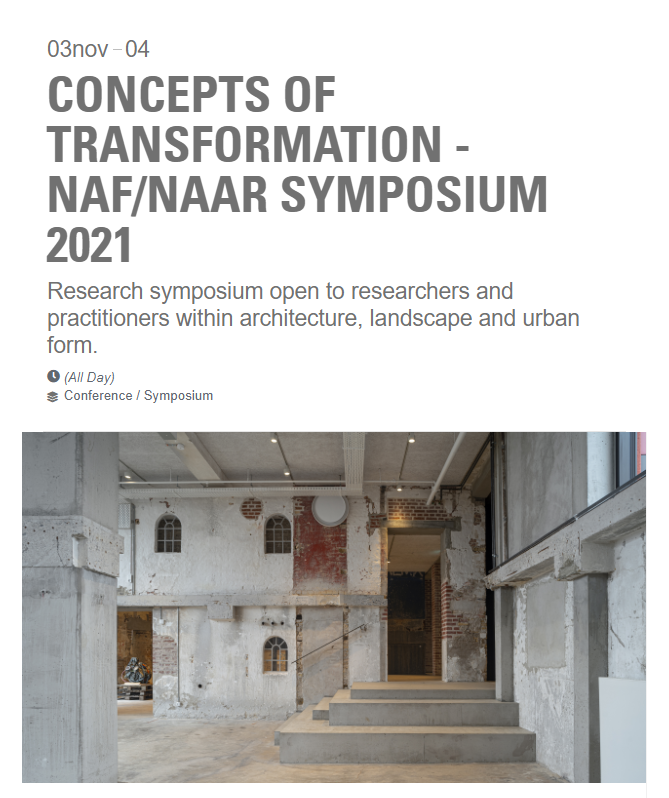 03nov – 04
CONCEPTS OF
TRANSFORMATION -
NAF/NAAR SYMPOSIUM
2021
Research symposium open to researchers and
practitioners within architecture, landscape and urban
form.
(All Day)
Conference / Symposium